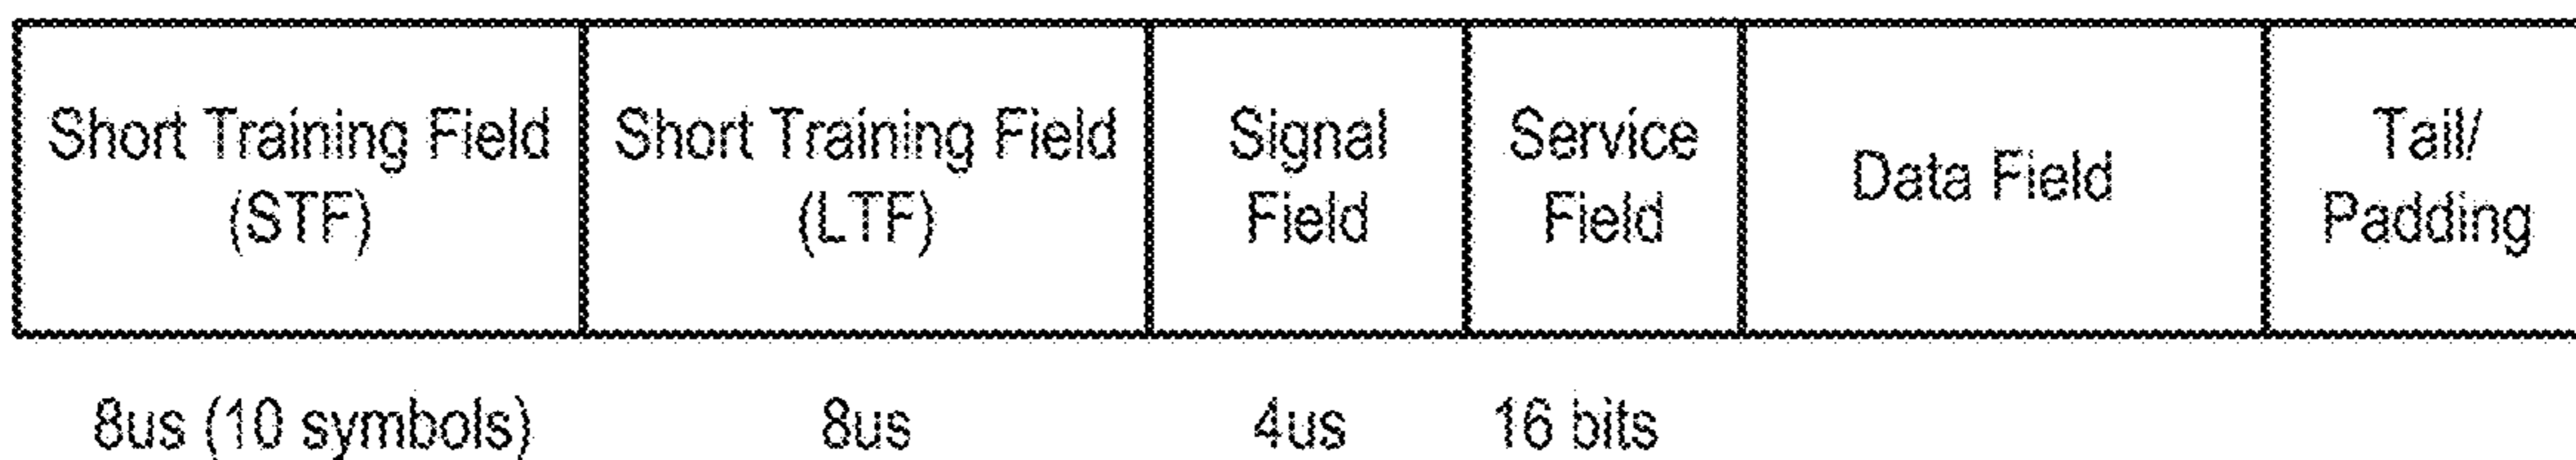 Short Training Field
(STF)
Short Training Field
(LTF)
Signal
Field
Service
Field
Data Field
Tail/
Padding
8us (10 symbols)
8us
4us
16 bits